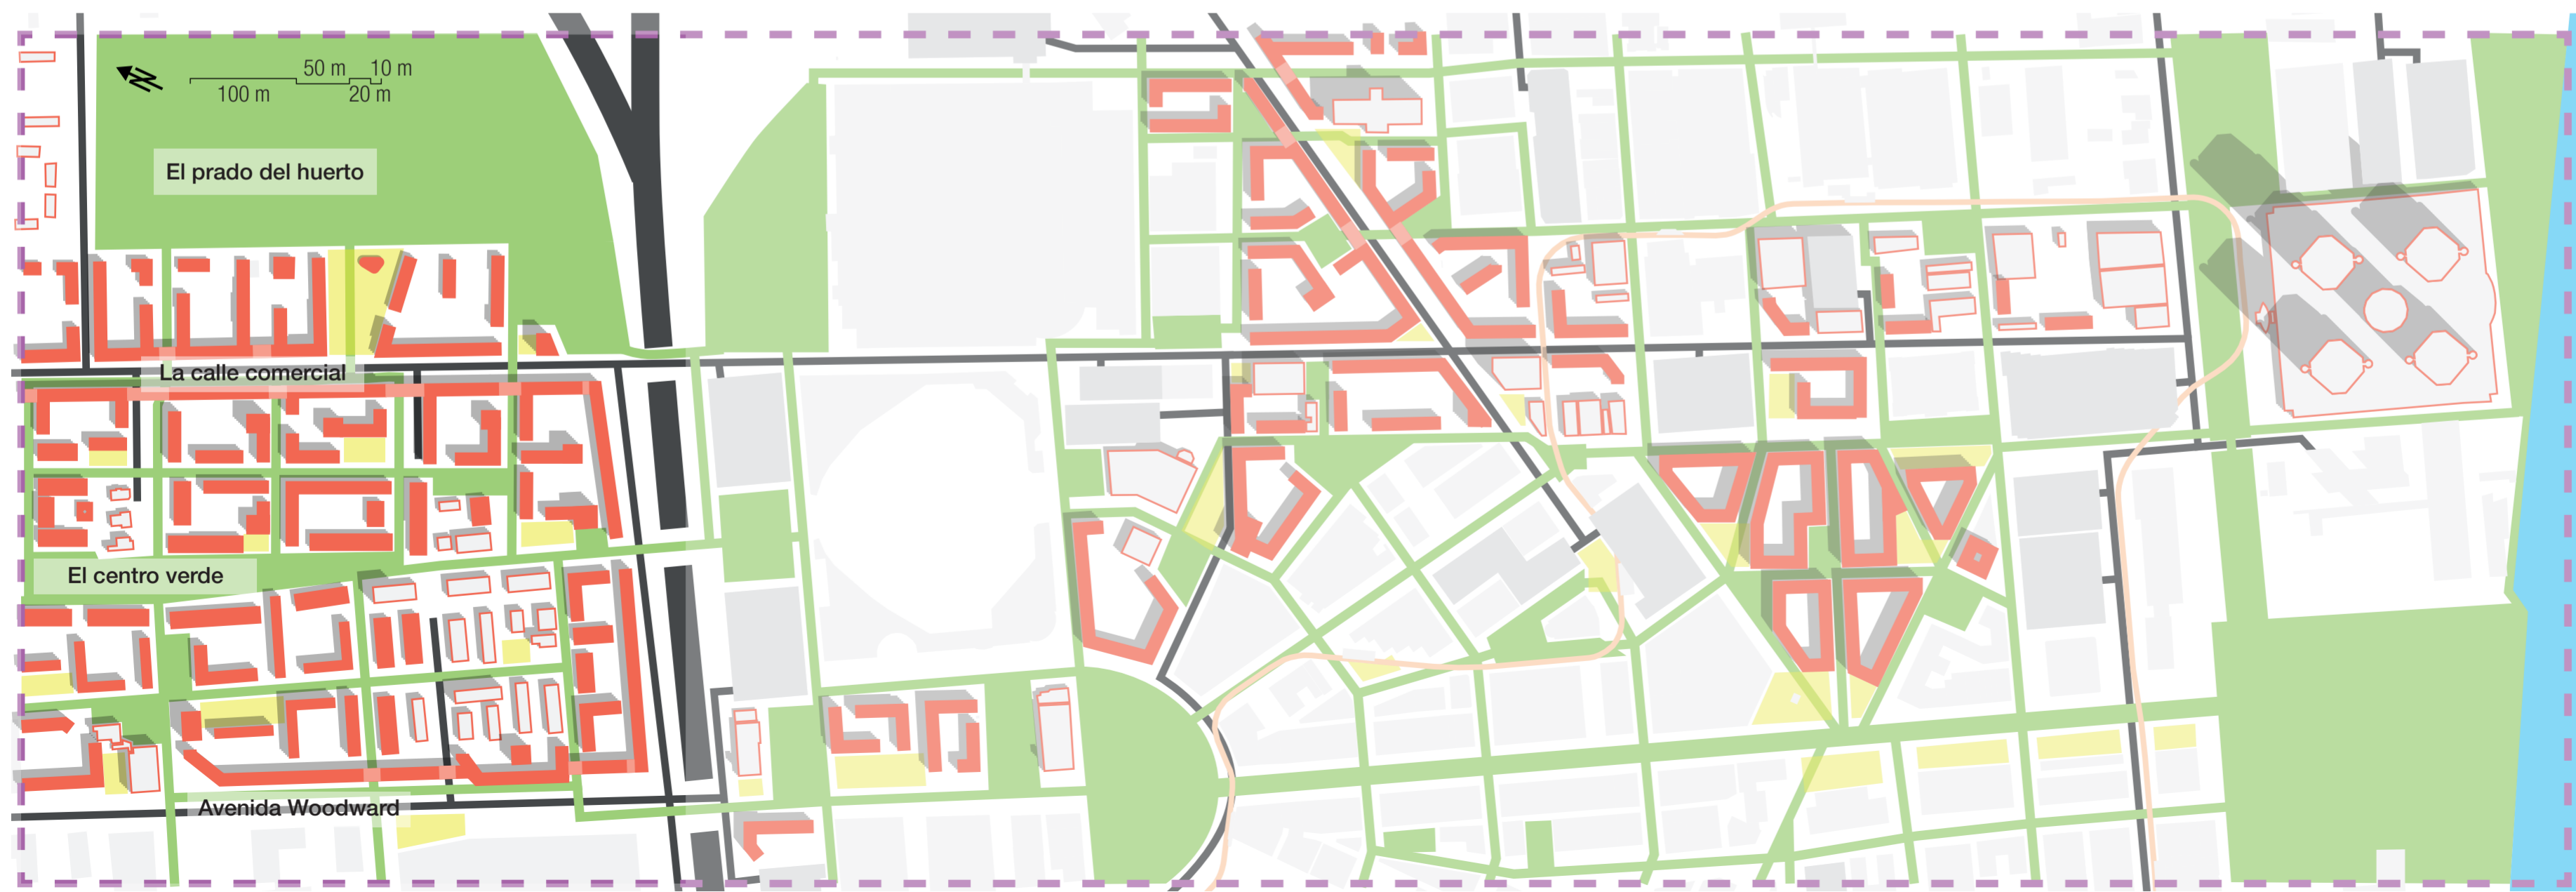 N
50 m 10 m
100 m 20 m
El prado del huerto
La calle comercial
El centro verde
Avenida Woodward